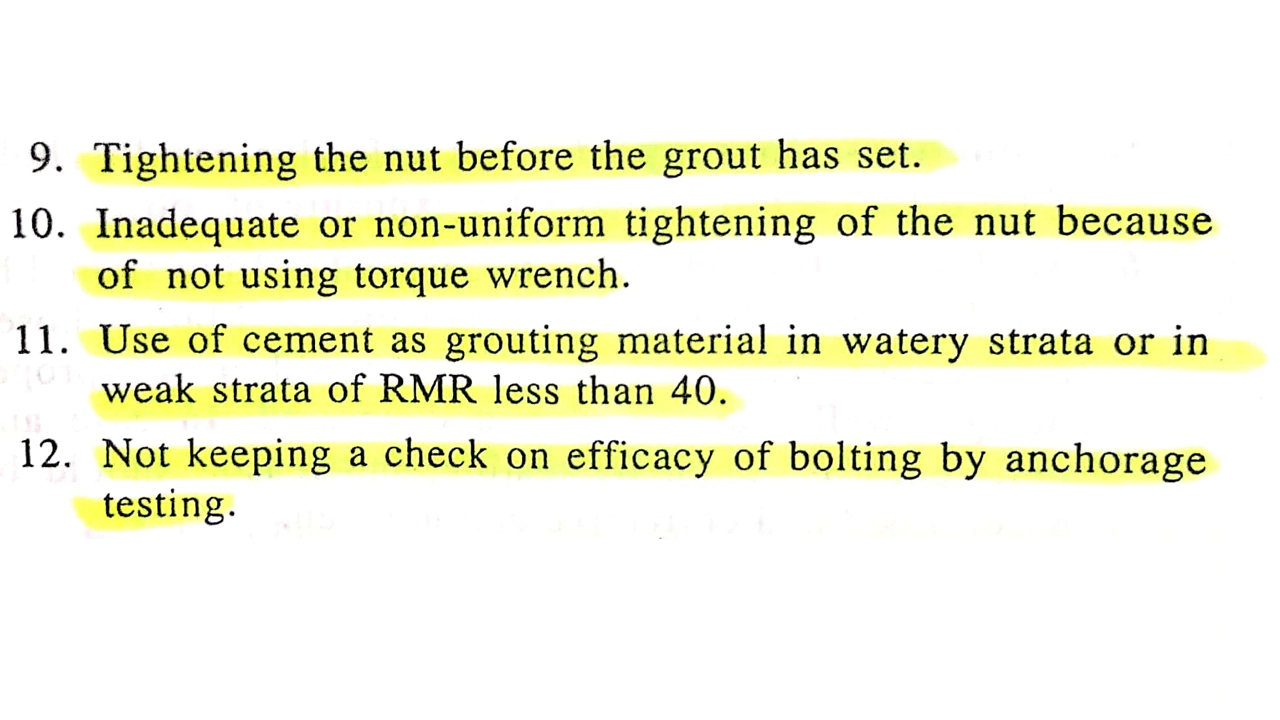 9. Tightening the nut before the grout has set.
10. Inadequate or non-uniform tightening of the nut because
of not using torque wrench.
11. Use of cement as grouting material in watery strata or in
weak strata of RMR less than 40.
12. Not keeping a check on efficacy of bolting by anchorage
testing.